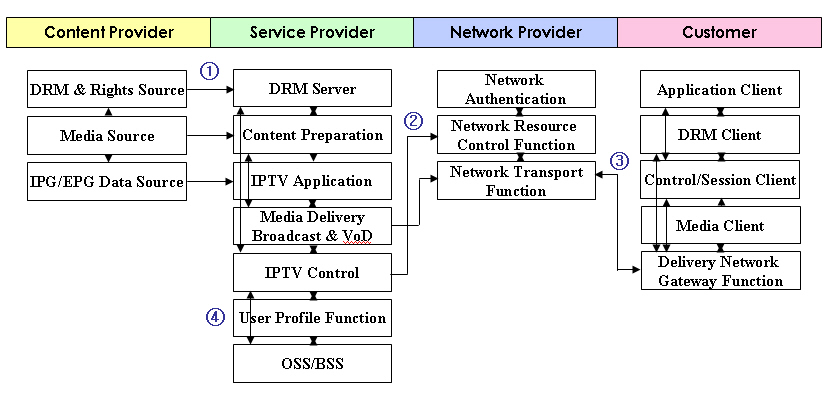 Content Provider
Service Provider
Network Provider
Customer
①
DRM & Rights Source
Media Source
IPG/EPG Data Source
DRM Server
Content Preparation
IPTV Application
Media Delivery
Broadcast & VoD
IPTV Control
④
User Profile Function
OSS/BSS
②
Network
Authentication
Network Resource
Control Function
Network Transport
Function
③
Application Client
DRM Client
Control/Session Client
Media Client
Delivery Network
Gateway Function